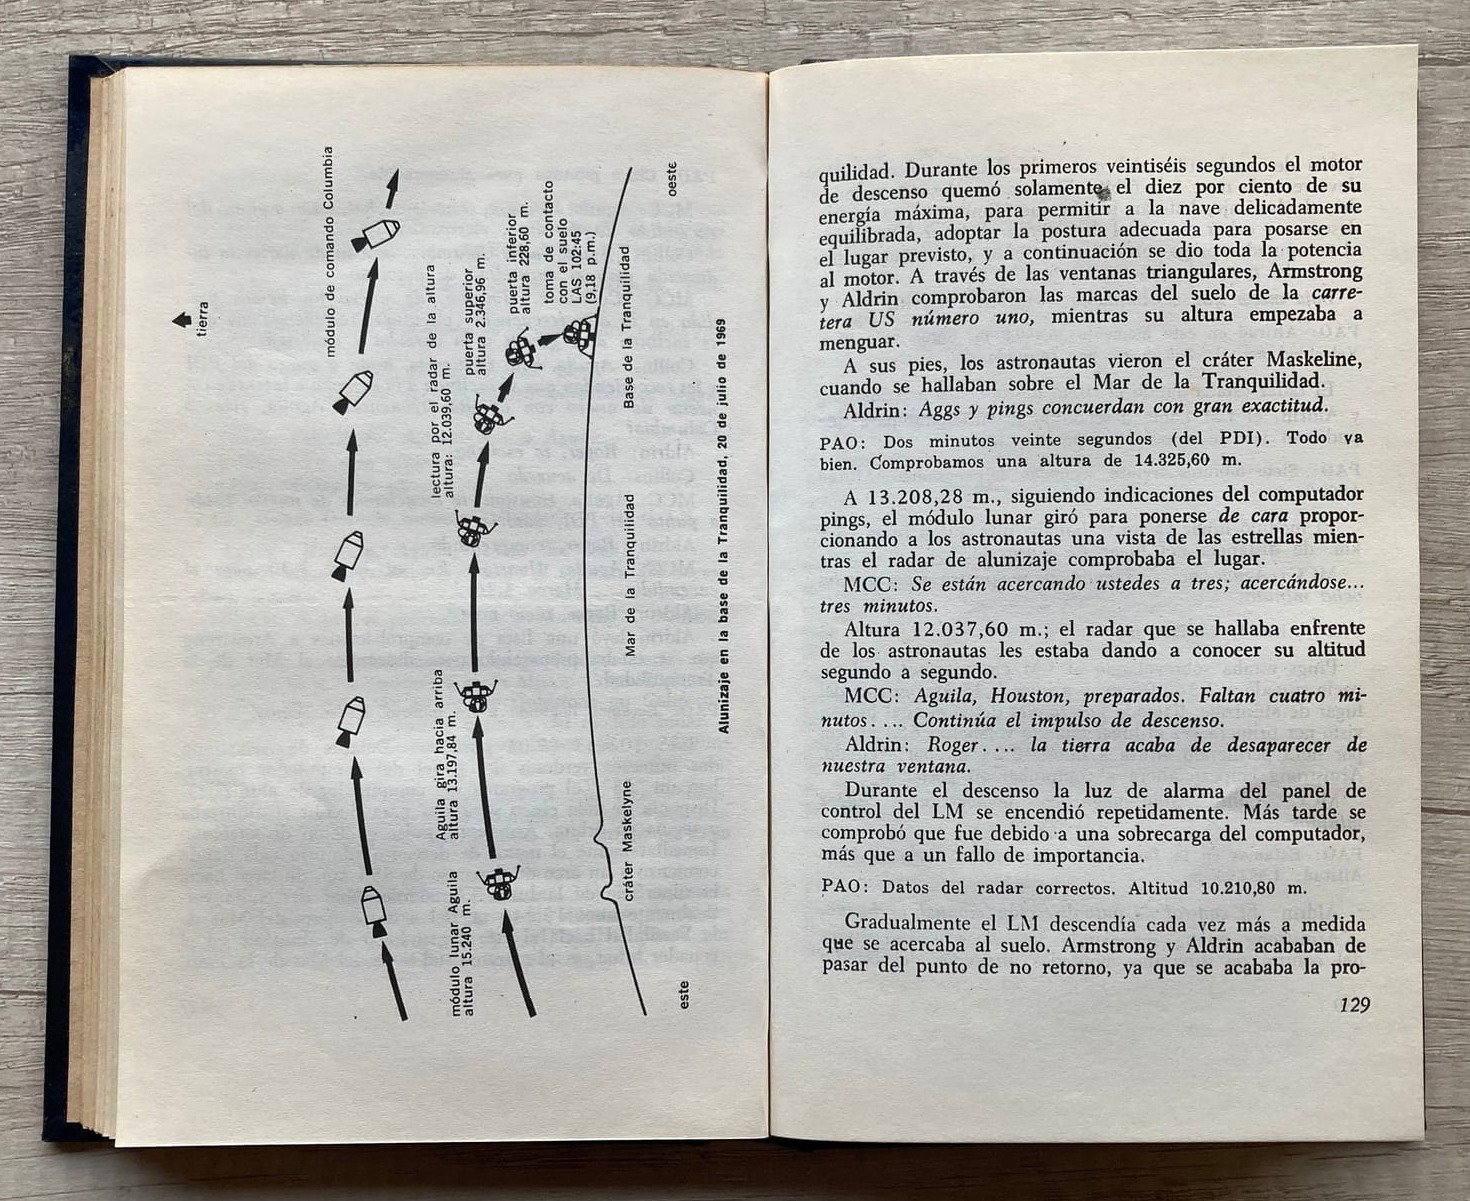 tierra
módulo de comando Columbia
lectura por el radar de la altura
altura: 12.039,60 m.
puerta superior
altura 2.346,96 m.
puerta inferior
altura 228,60 m.
toma de contacto
con el suelo
LAS 102:45
(9,18 p.m.)
Aguila gira hacia arriba
altura 13.197,84 m.
módulo lunar Aguila
altura 15.240 m.
este
cráter Maskelyne
Mar de la Tranquilidad
Base de la Tranquilidad
oeste
Alunizaje en la base de la Tranquilidad, 20 de julio de 1969
quilidad. Durante los primeros veintiséis segundos el motor
de descenso quemó solamente el diez por ciento de su
energía máxima, para permitir a la nave delicadamente
equilibrada, adoptar la postura adecuada para posarse en
el lugar previsto, y a continuación se dio toda la potencia
al motor. A través de las ventanas triangulares, Armstrong
y Aldrin comprobaron las marcas del suelo de la carre-
tera US número uno, mientras su altura empezaba a
menguar.
A sus pies, los astronautas vieron el cráter Maskeline,
cuando se hallaban sobre el Mar de la Tranquilidad.
Aldrin: Aggs y pings concuerdan con gran exactitud.
PAO: Dos minutos veinte segundos (del PDI). Todo va
bien. Comprobamos una altura de 14.325,60 m.
A 13.208,28 m., siguiendo indicaciones del computador
pings, el módulo lunar giró para ponerse de cara propor-
cionando a los astronautas una vista de las estrellas mien-
tras el radar de alunizaje comprobaba el lugar.
MCC: Se están acercando ustedes a tres; acercándose...
tres minutos.
Altura 12.037,60 m.; el radar que se hallaba enfrente
de los astronautas les estaba dando a conocer su altitud
segundo a segundo.
MCC: Aguila, Houston, preparados. Faltan cuatro mi-
nutos.... Continúa el impulso de descenso.
Aldrin: Roger.... la tierra acaba de desaparecer de
nuestra ventana.
Durante el descenso la luz de alarma del panel de
control del LM se encendió repetidamente. Más tarde se
comprobó que fue debido a una sobrecarga del computador,
más que a un fallo de importancia.
PAO: Datos del radar correctos. Altitud 10.210,80 m.
Gradualmente el LM descendía cada vez más a medida
que se acercaba al suelo. Armstrong y Aldrin acababan de
pasar del punto de no retorno, ya que se acababa la pro-
129